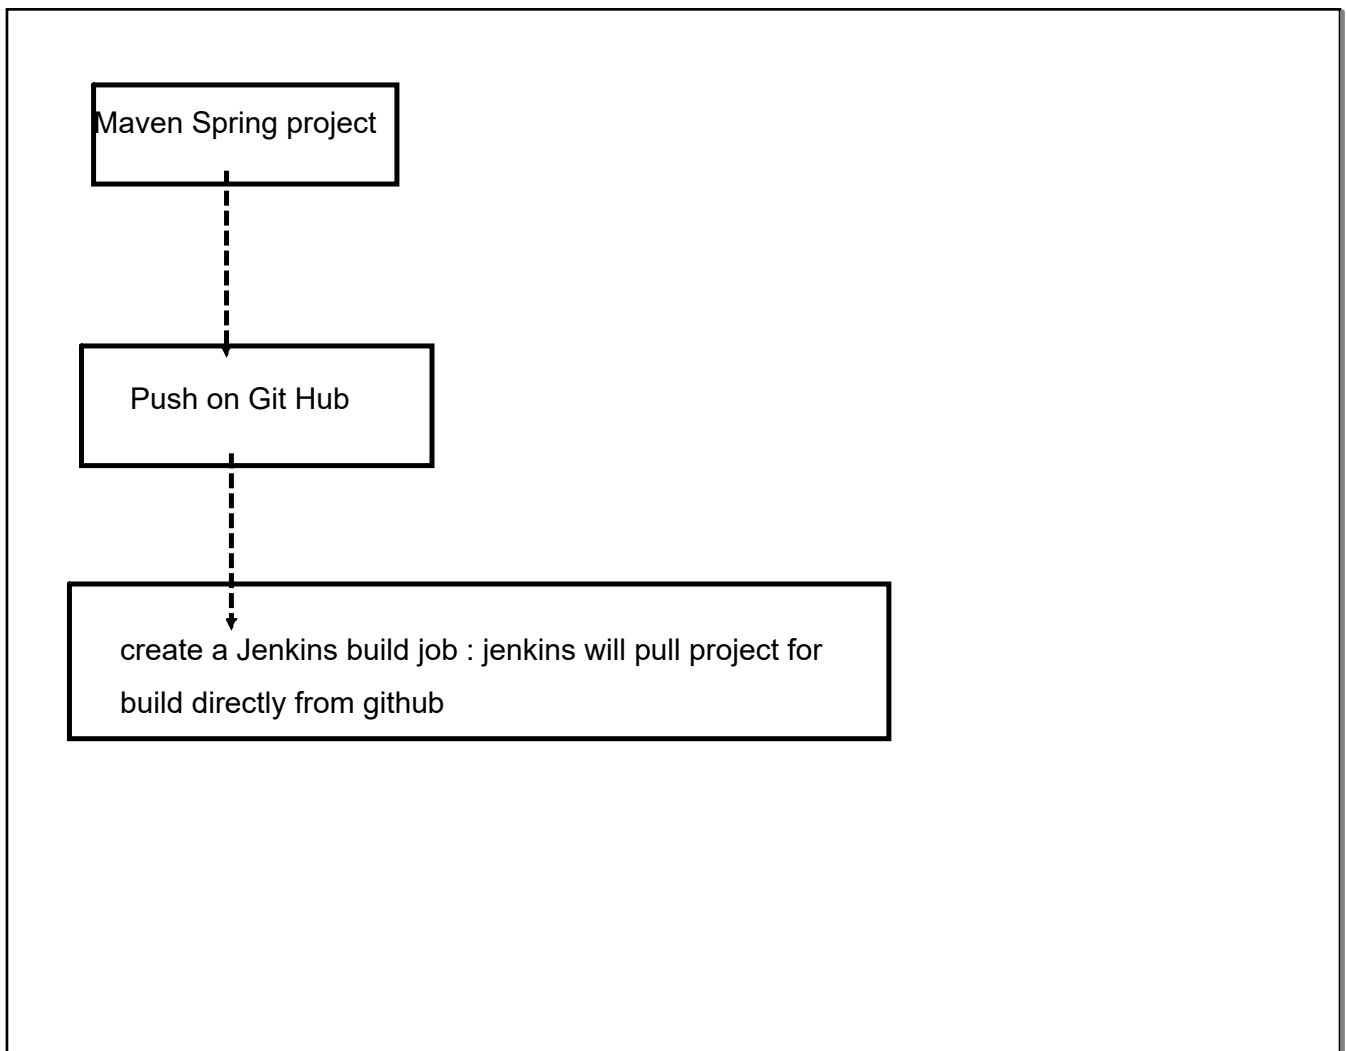 Maven Spring project
Push on Git Hub
create a Jenkins build job : jenkins will pull project for
build directly from github